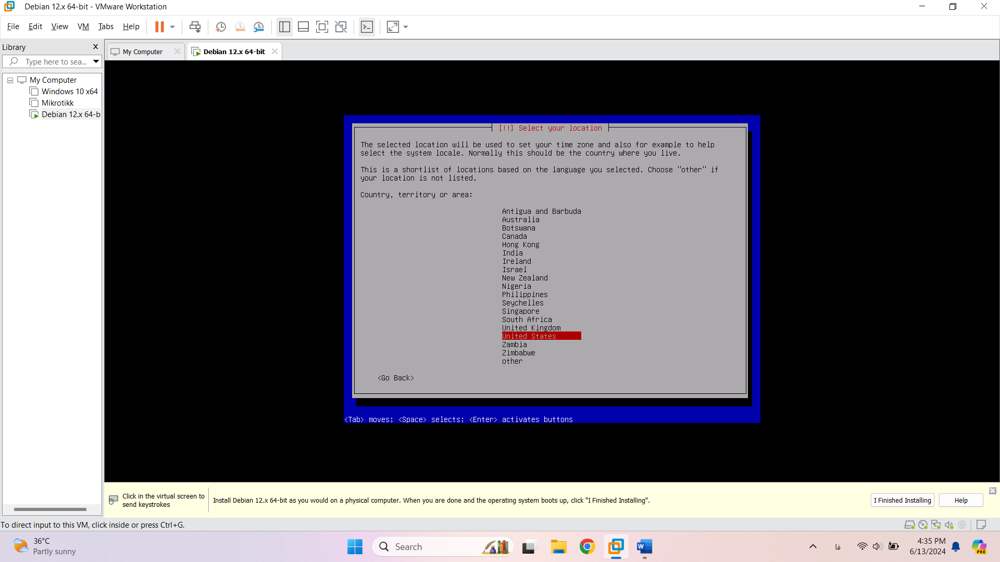 Debian 12.x 64-bit - VMware Workstation
File Edit View VM Tabs Help
Library
My Computer
Debian 12.x 64-bit
Type here to sea...
My Computer
Windows 10 x64
Mikrotikk
Debian 12.x 64-b
[!!] Select your location
The selected location will be used to set your time zone and also for example to help
select the system locale. Normally this should be the country where you live.
This is a shortlist of locations based on the language you selected. Choose "other" if
your location is not listed.
Country, territory or area:
Antigua and Barbuda
Australia
Botswana
Canada
Hong Kong
India
Ireland
Israel
New Zealand
Nigeria
Philippines
Seychelles
Singapore
South Africa
United Kingdom
United States
Zambia
Zimbabwe
other
<Go Back>
<Tab> moves; <Space> selects; <Enter> activates buttons
Click in the virtual screen to
send keystrokes
Install Debian 12.x 64-bit as you would on a physical computer. When you are done and the operating system boots up, click "I Finished Installing".
I Finished Installing
Help
To direct input to this VM, click inside or press Ctrl+G.
36°C
Partly sunny
Search
W
فا
4:35 PM
6/13/2024
PRE